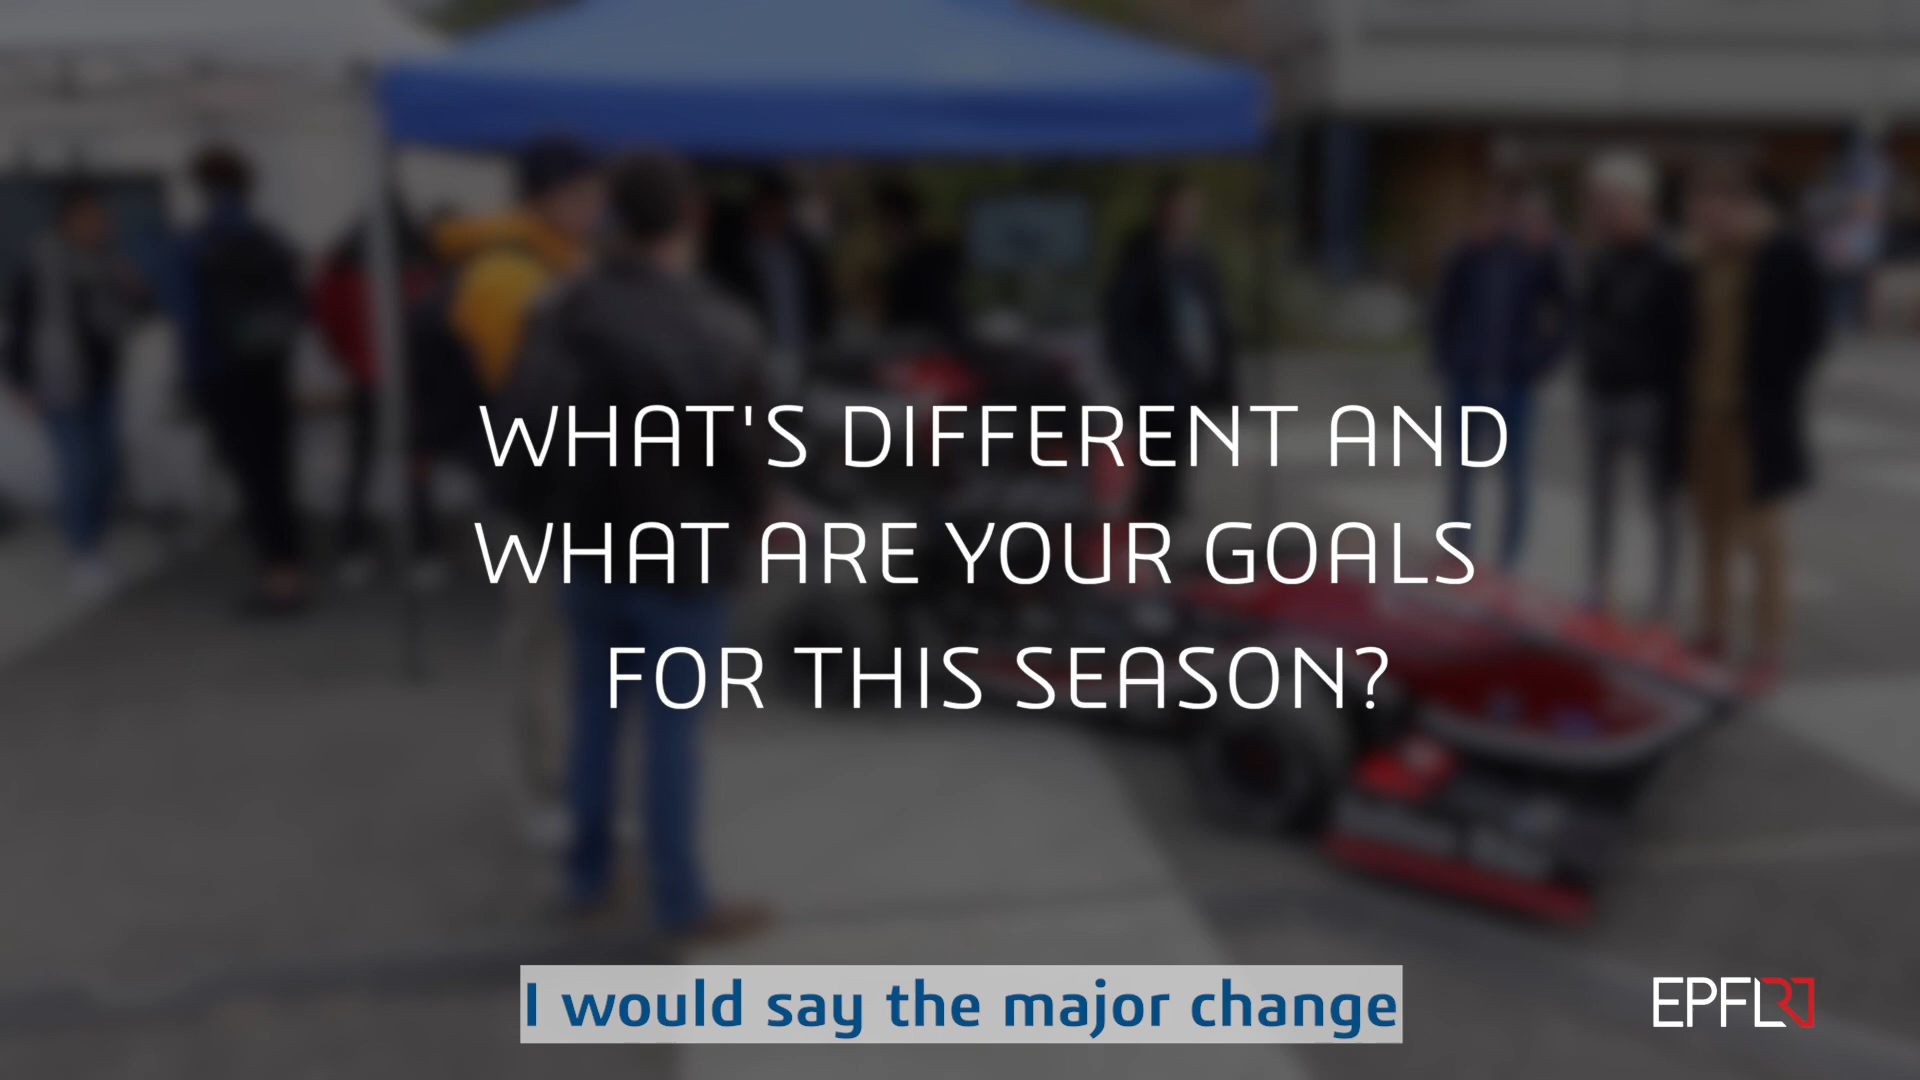 WHAT'S DIFFERENT AND
WHAT ARE YOUR GOALS
FOR THIS SEASON?
I would say the major change
EPFL